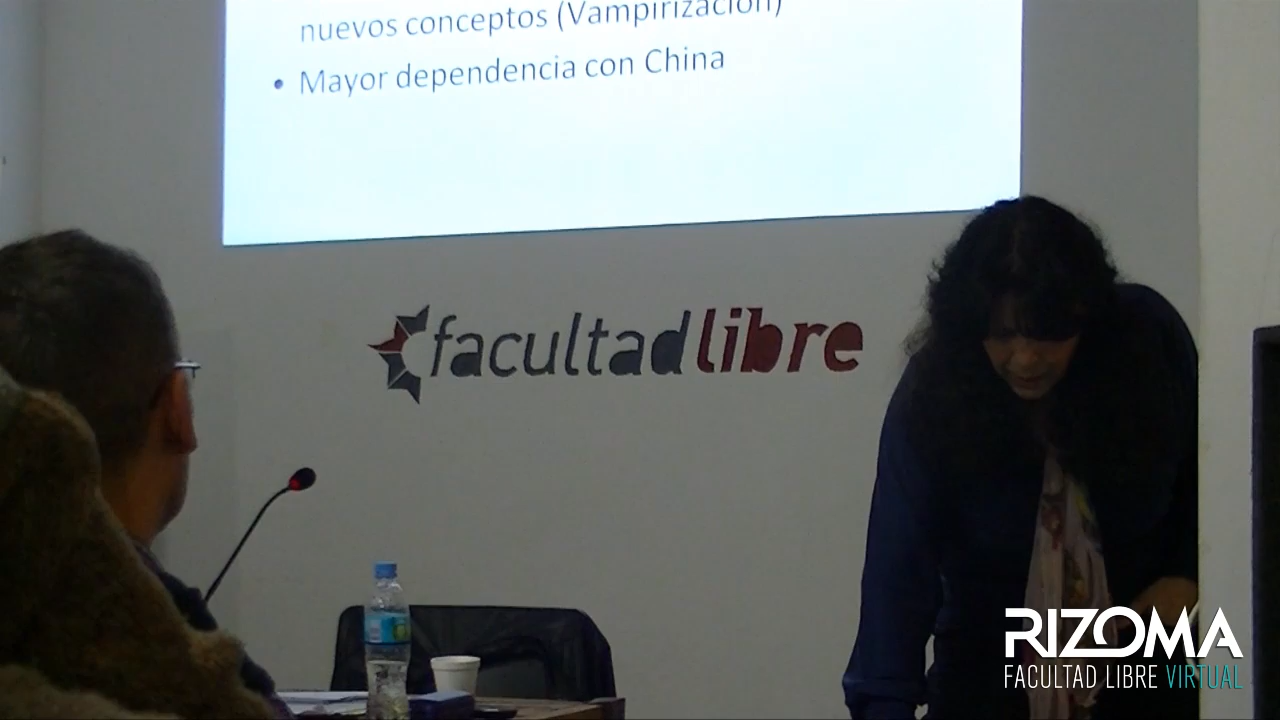 nuevos conceptos (Vampirización)
• Mayor dependencia con China
facultadlibre
RIZOMA
FACULTAD LIBRE VIRTUAL